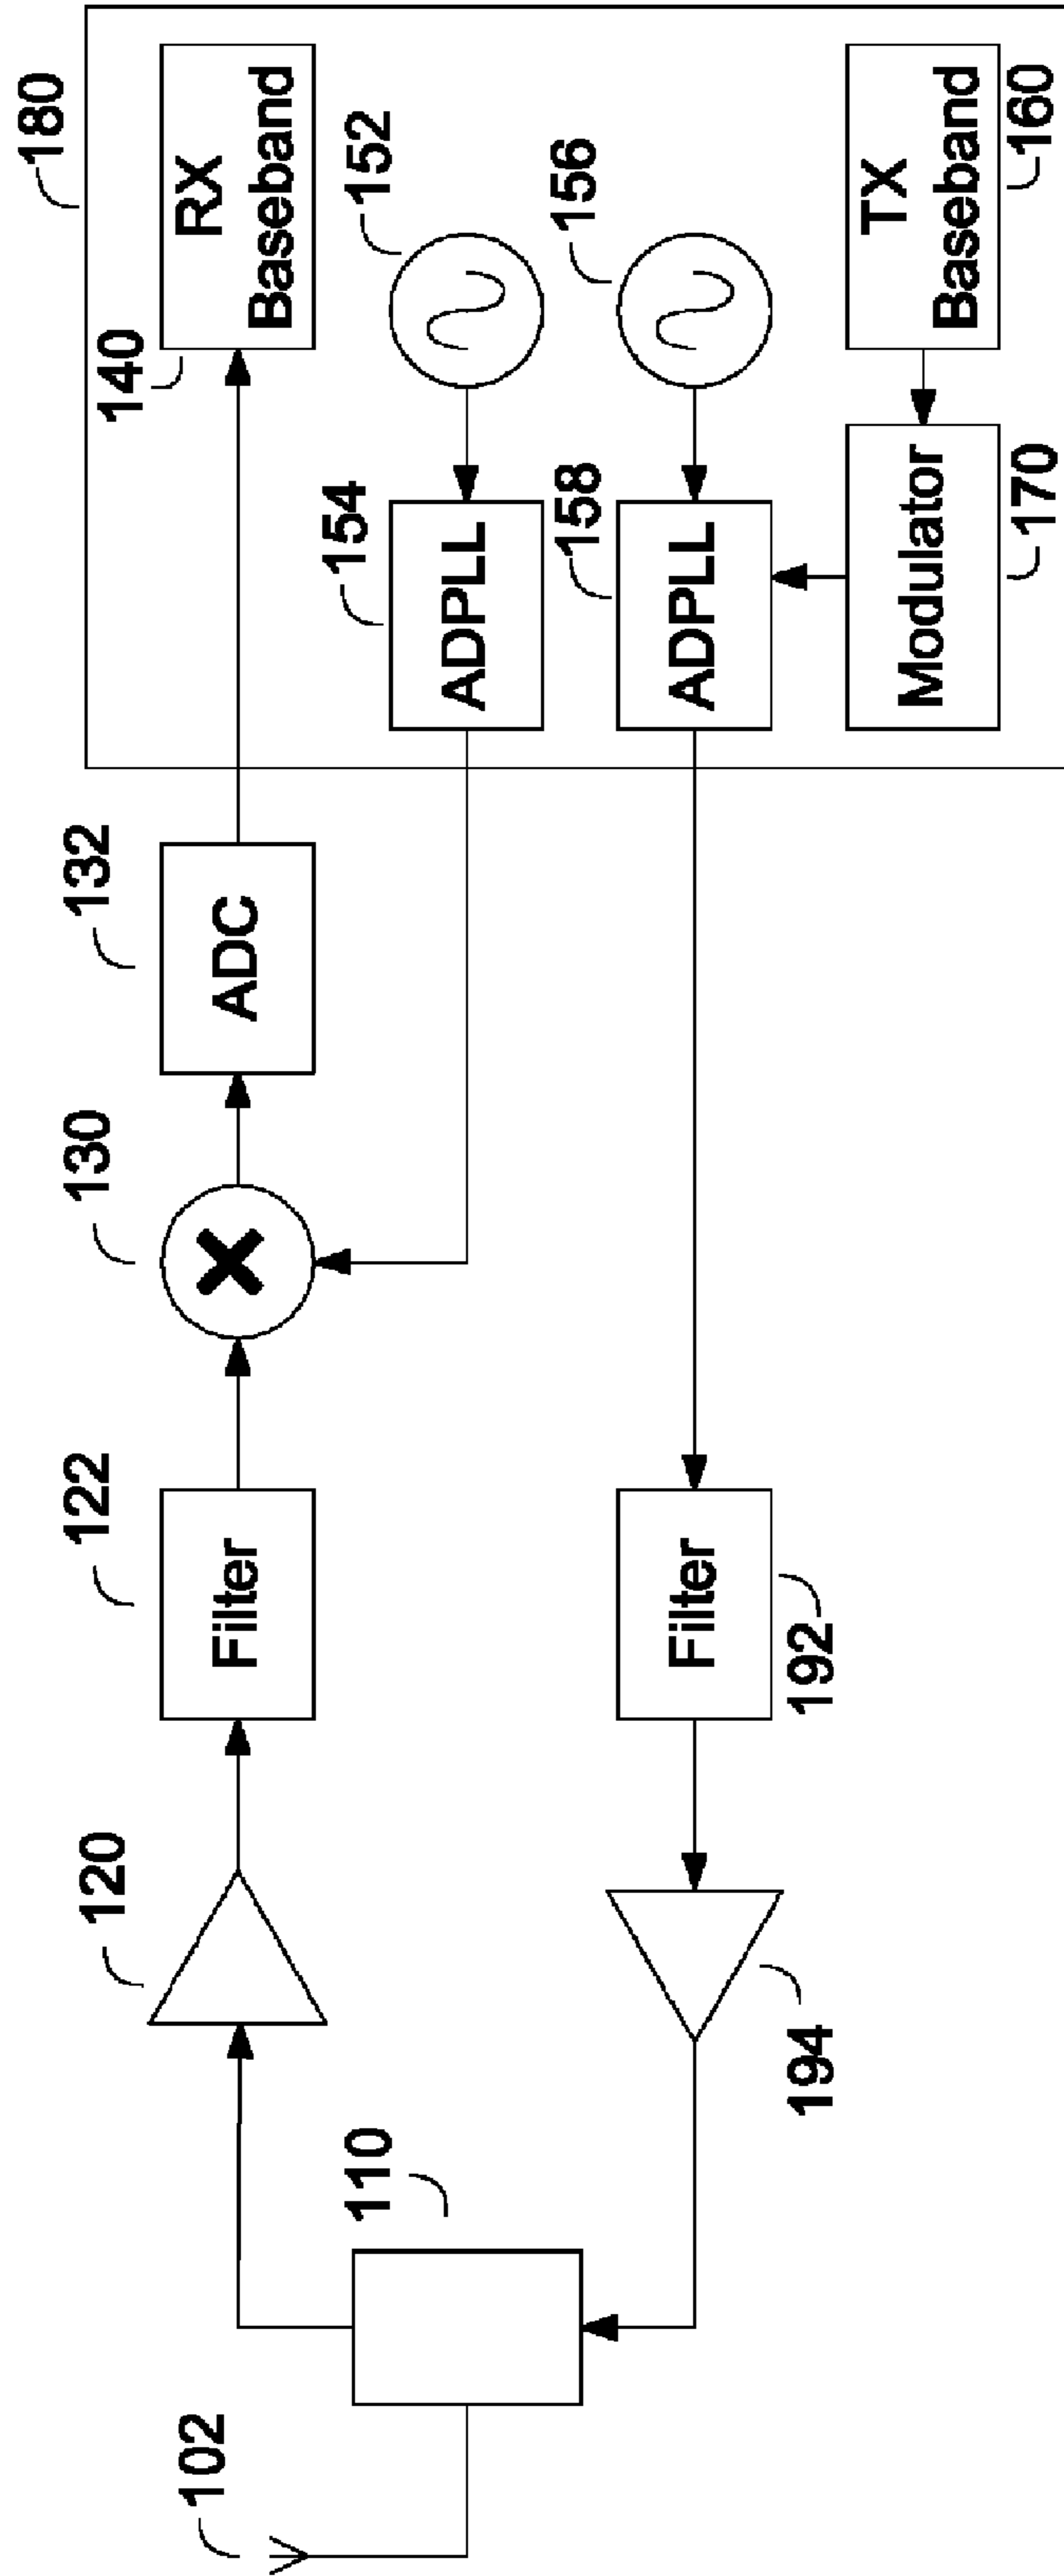 102
110
120
122
Filter
130
132
ADC
180
140
RX
Baseband
152
154
ADPLL
156
158
ADPLL
194
192
Filter
170
Modulator
160
TX
Baseband